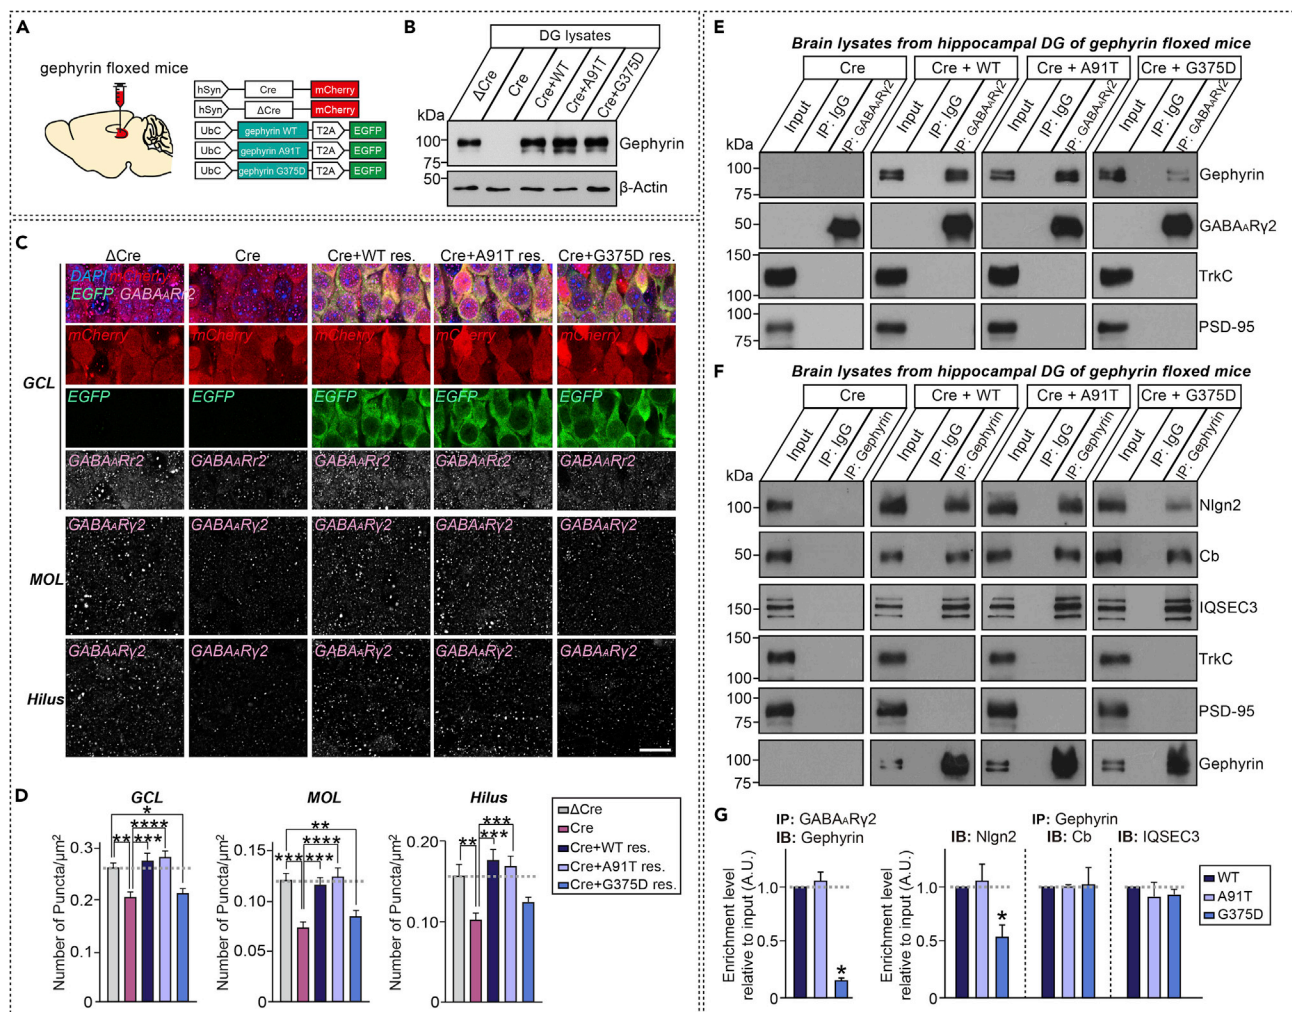 A
gephyrin floxed mice
hSyn Cre mCherry
hSyn ΔCre mCherry
UbC gephyrin WT T2A EGFP
UbC gephyrin A91T T2A EGFP
UbC gephyrin G375D T2A EGFP
B
DG lysates
ΔCre Cre Cre+WT Cre+A91T Cre+G375D
kDa
100
75
Gephyrin
50
β-Actin
C
ΔCre Cre Cre+WT res. Cre+A91T res. Cre+G375D res.
DAPI mCherry
EGFP GABAARr2
GCL
mCherry mCherry mCherry mCherry mCherry
EGFP EGFP EGFP EGFP EGFP
GABAARr2 GABAARr2 GABAARr2 GABAARr2 GABAARr2
MOL
GABAARγ2 GABAARγ2 GABAARγ2 GABAARγ2 GABAARγ2
Hilus
GABAARγ2 GABAARγ2 GABAARγ2 GABAARγ2 GABAARγ2
D
GCL
Number of Puncta/μm2
0.3
0.2
0.1
0
*
****
** ***
MOL
Number of Puncta/μm2
0.15
0.10
0.05
0
**
****
*** ***
Hilus
Number of Puncta/μm2
0.20
0.10
0
***
** ***
ΔCre
Cre
Cre+WT res.
Cre+A91T res.
Cre+G375D res.
E
Brain lysates from hippocampal DG of gephyrin floxed mice
Cre Cre + WT Cre + A91T Cre + G375D
Input IP: IgG IP: GABAARγ2 Input IP: IgG IP: GABAARγ2 Input IP: IgG IP: GABAARγ2 Input IP: IgG IP: GABAARγ2
kDa
100
75
Gephyrin
50
GABAARγ2
150
100
TrkC
100
75
PSD-95
F
Brain lysates from hippocampal DG of gephyrin floxed mice
Cre Cre + WT Cre + A91T Cre + G375D
Input IP: IgG IP: Gephyrin Input IP: IgG IP: Gephyrin Input IP: IgG IP: Gephyrin Input IP: IgG IP: Gephyrin
kDa
100
Nlgn2
50
Cb
150
IQSEC3
150
100
TrkC
100
75
PSD-95
100
75
Gephyrin
G
IP: GABAARγ2
IB: Gephyrin
Enrichment level
relative to input (A.U.)
1.0
0.5
0
*
IP: Gephyrin
IB: Nlgn2 IB: Cb IB: IQSEC3
Enrichment level
relative to input (A.U.)
1.0
0.5
0
*
WT
A91T
G375D